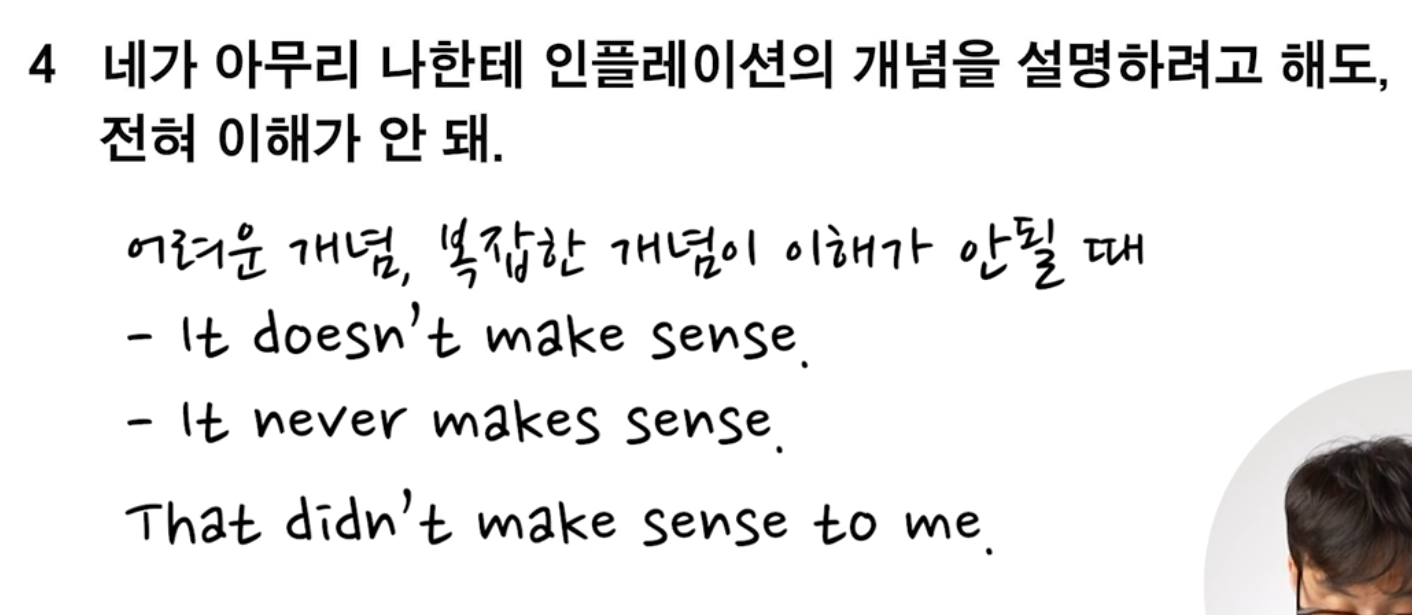 4 네가 아무리 나한테 인플레이션의 개념을 설명하려고 해도,
전혀 이해가 안 돼.
어려운 개념, 복잡한 개념이 이해가 안될 때
- It doesn't make sense.
- It never makes sense.
That didn't make sense to me.